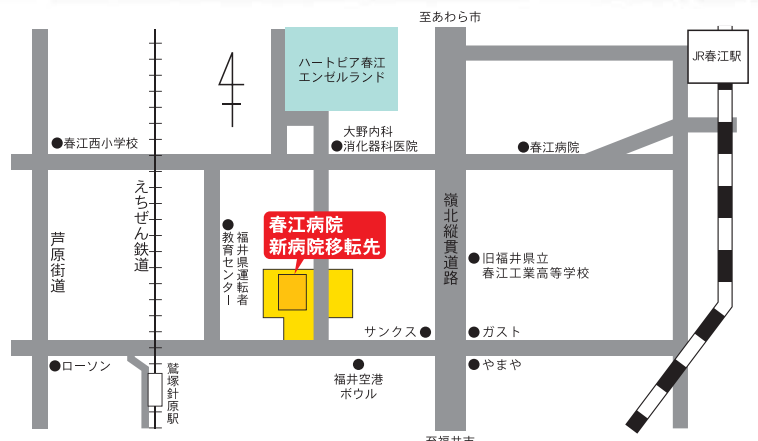 至あわら市
ハートピア春江
エンゼルランド
JR春江駅
春江西小学校
大野内科
消化器科医院
春江病院
えちぜん鉄道
芦原街道
嶺北縦貫道路
春江病院
新病院移転先
福井県運転者
教育センター
旧福井県立
春江工業高等学校
サンクス
ガスト
ローソン
鷲塚針原駅
福井空港
ボウル
やまや
至福井市